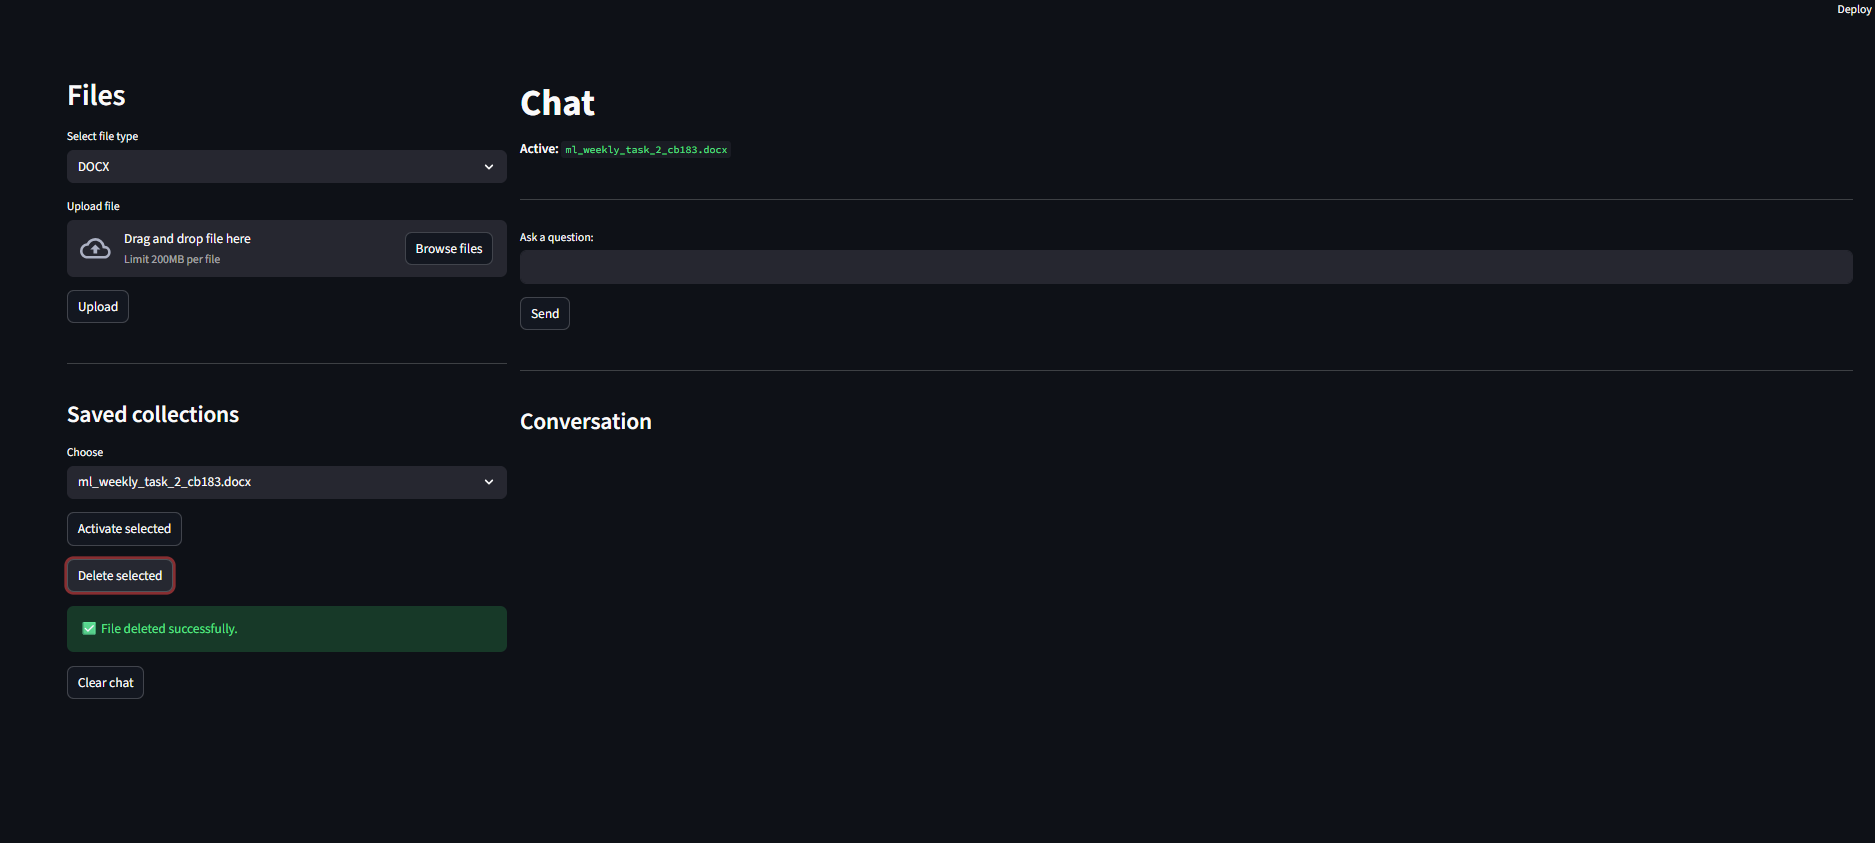 Deploy
Files
Select file type
DOCX
Upload file
Drag and drop file here
Limit 200MB per file
Browse files
Upload
Saved collections
Choose
ml_weekly_task_2_cb183.docx
Activate selected
Delete selected
✅ File deleted successfully.
Clear chat
Chat
Active: ml_weekly_task_2_cb183.docx
Ask a question:
Send
Conversation